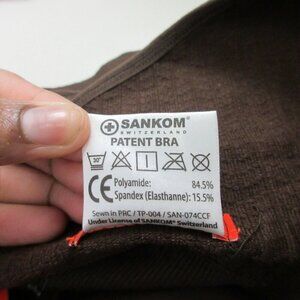 SANKOM®
SWITZERLAND
PATENT BRA
30°
CE Polyamide: 84.5%
Spandex (Elasthanne): 15.5%
Sewn in PRC / TP-004 / SAN-074CCF
Under License of SANKOM® Switzerland